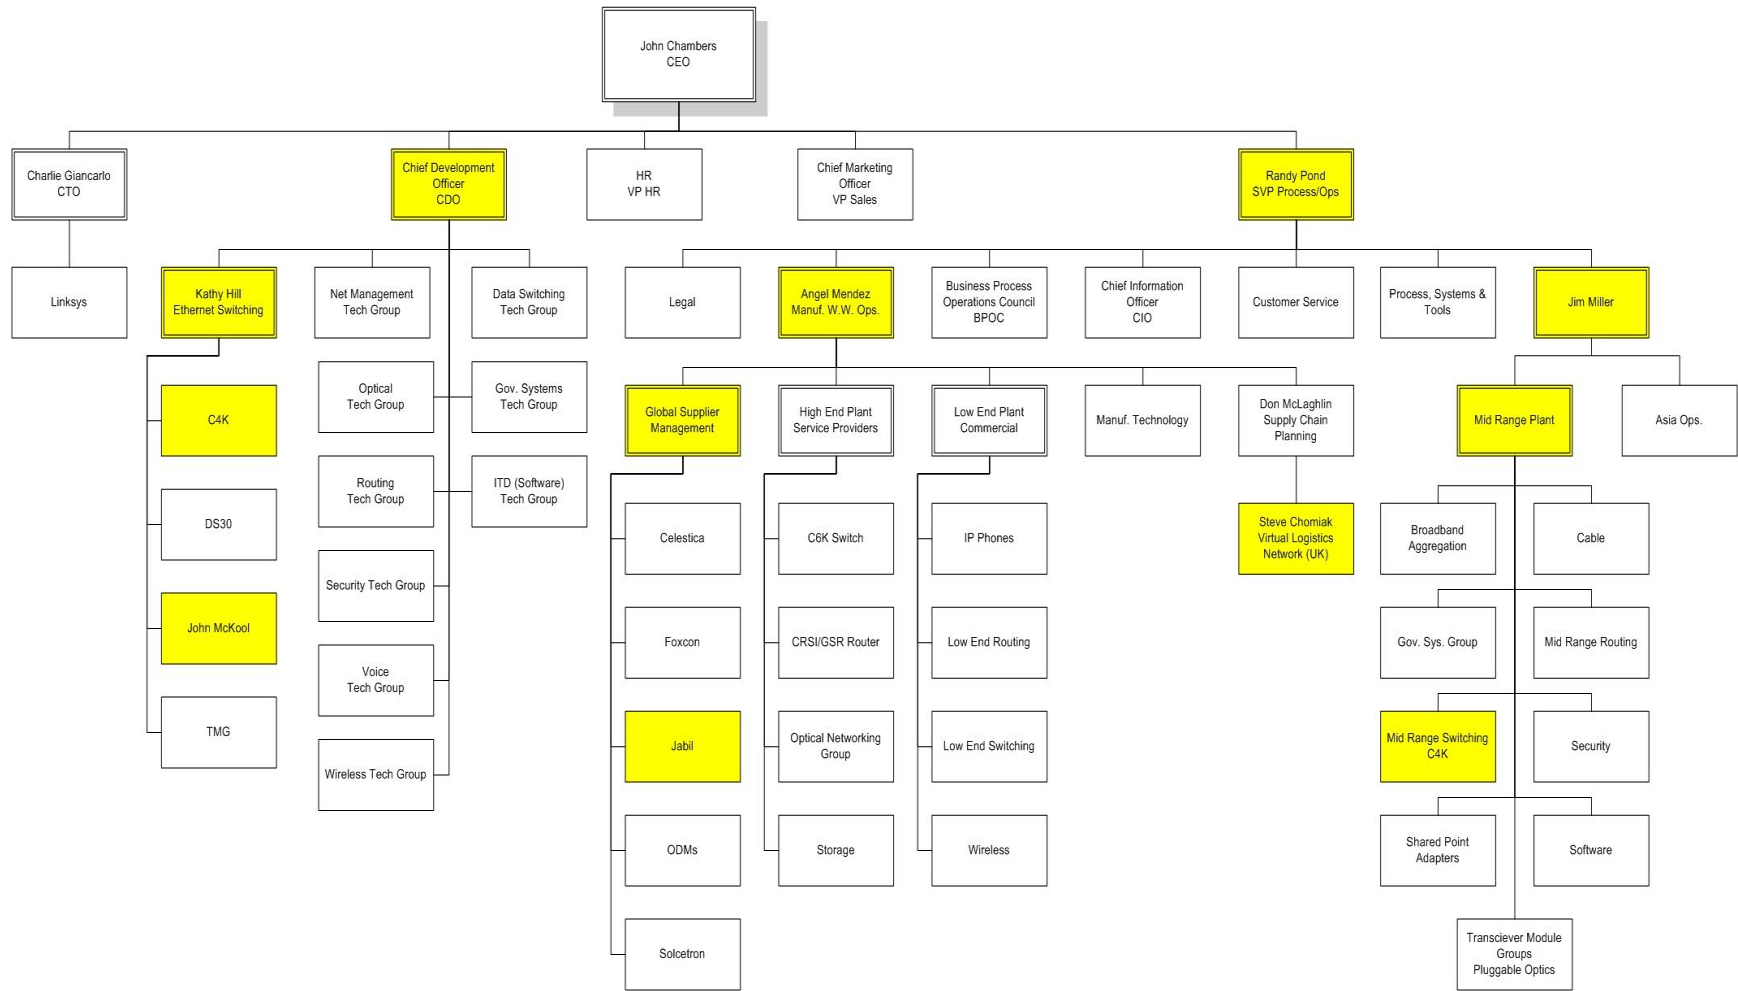 John Chambers
CEO
Charlie Giancarlo
CTO
Chief Development
Officer
CDO
HR
VP HR
Chief Marketing
Officer
VP Sales
Randy Pond
SVP Process/Ops
Linksys
Kathy Hill
Ethernet Switching
Net Management
Tech Group
Data Switching
Tech Group
Legal
Angel Mendez
Manuf. W.W. Ops.
Business Process
Operations Council
BPOC
Chief Information
Officer
CIO
Customer Service
Process, Systems &
Tools
Jim Miller
C4K
Optical
Tech Group
Gov. Systems
Tech Group
Global Supplier
Management
High End Plant
Service Providers
Low End Plant
Commercial
Manuf. Technology
Don McLaghlin
Supply Chain
Planning
Mid Range Plant
Asia Ops.
DS30
Routing
Tech Group
ITD (Software)
Tech Group
Celestica
C6K Switch
IP Phones
Steve Chomiak
Virtual Logistics
Network (UK)
Broadband
Aggregation
Cable
John McKool
Security Tech Group
Foxcon
CRSI/GSR Router
Low End Routing
Gov. Sys. Group
Mid Range Routing
TMG
Voice
Tech Group
Jabil
Optical Networking
Group
Low End Switching
Mid Range Switching
C4K
Security
Wireless Tech Group
ODMs
Storage
Wireless
Shared Point
Adapters
Software
Solcetron
Transciever Module
Groups
Pluggable Optics